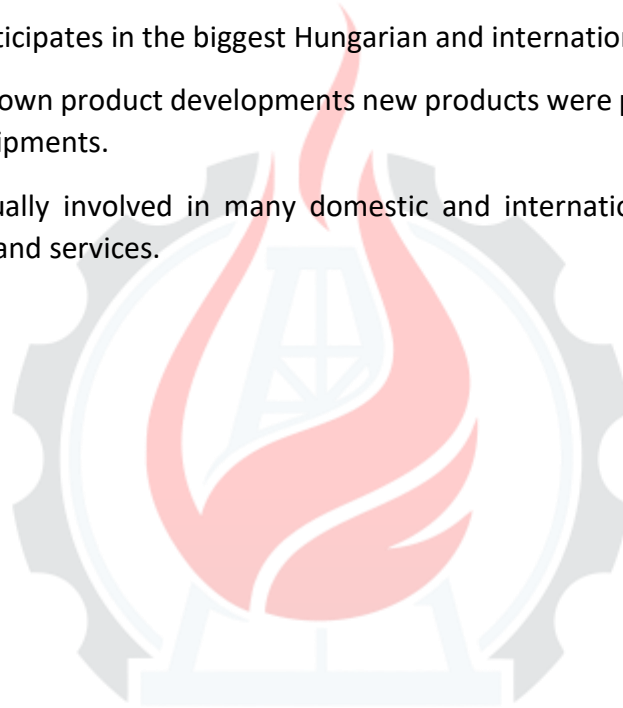 ticipates in the biggest Hungarian and internation
own product developments new products were p
ipments.
ually involved in many domestic and internatio
and services.